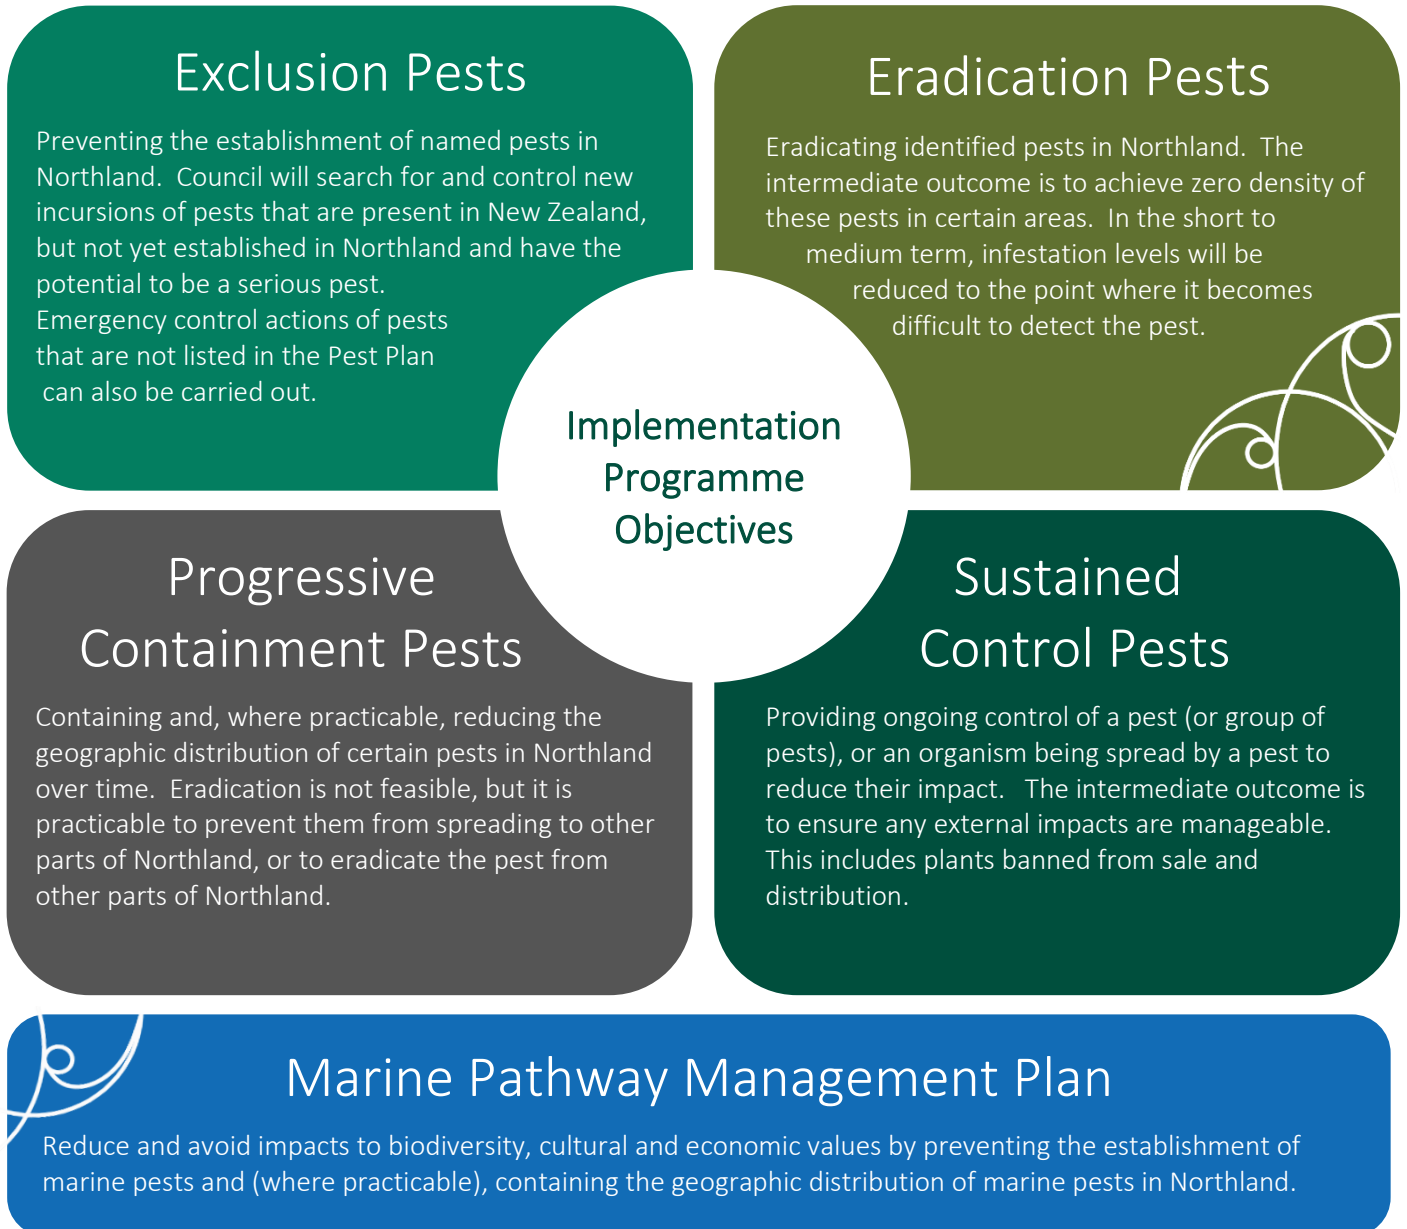 Exclusion Pests
Preventing the establishment of named pests in
Northland.  Council will search for and control new
incursions of pests that are present in New Zealand,
but not yet established in Northland and have the
potential to be a serious pest.
Emergency control actions of pests
that are not listed in the Pest Plan
can also be carried out.
Eradication Pests
Eradicating identified pests in Northland.  The
intermediate outcome is to achieve zero density of
these pests in certain areas.  In the short to
medium term, infestation levels will be
reduced to the point where it becomes
difficult to detect the pest.
Implementation
Programme
Objectives
Progressive
Containment Pests
Containing and, where practicable, reducing the
geographic distribution of certain pests in Northland
over time.  Eradication is not feasible, but it is
practicable to prevent them from spreading to other
parts of Northland, or to eradicate the pest from
other parts of Northland.
Sustained
Control Pests
Providing ongoing control of a pest (or group of
pests), or an organism being spread by a pest to
reduce their impact.   The intermediate outcome is
to ensure any external impacts are manageable.
This includes plants banned from sale and
distribution.
Marine Pathway Management Plan
Reduce and avoid impacts to biodiversity, cultural and economic values by preventing the establishment of
marine pests and (where practicable), containing the geographic distribution of marine pests in Northland.